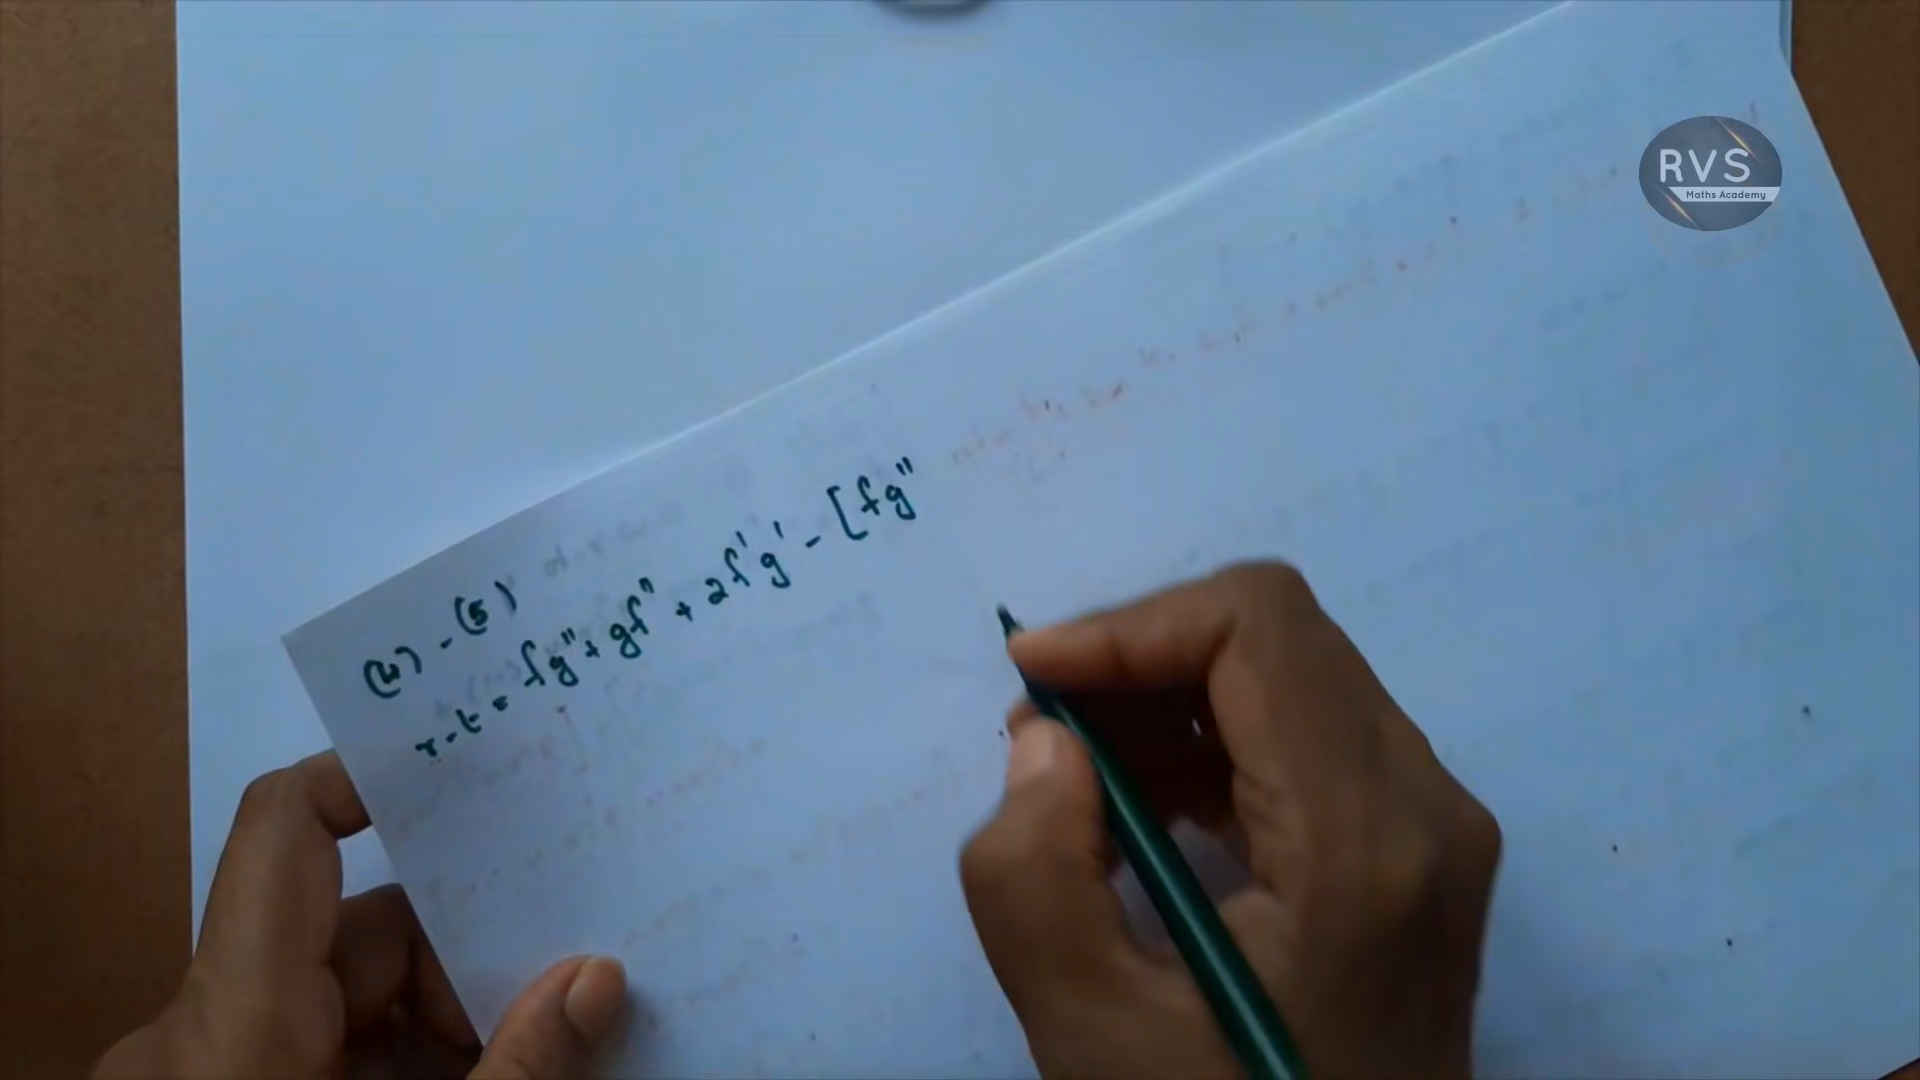 (4) - (5)
r - t = fg" + gf" + 2f'g' - [fg"
RVS
Maths Academy